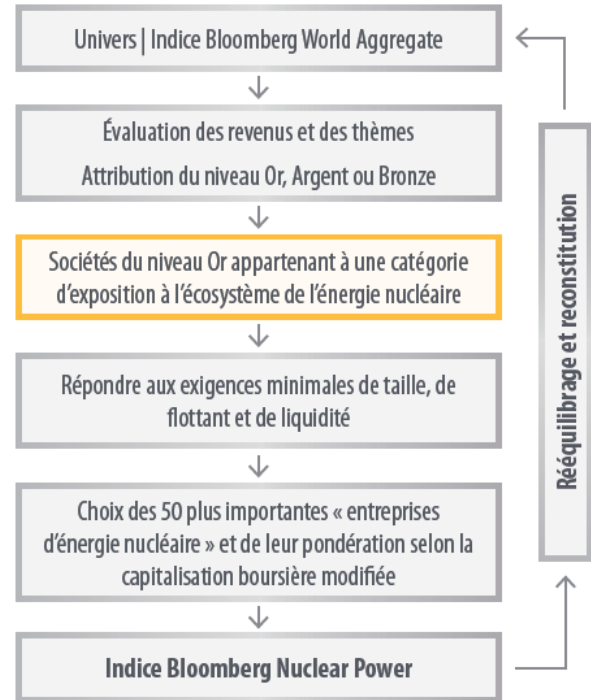 Univers | Indice Bloomberg World Aggregate
Évaluation des revenus et des thèmes
Attribution du niveau Or, Argent ou Bronze
Sociétés du niveau Or appartenant à une catégorie
d’exposition à l’écosystème de l’énergie nucléaire
Répondre aux exigences minimales de taille, de
flottant et de liquidité
Choix des 50 plus importantes « entreprises
d’énergie nucléaire » et de leur pondération selon la
capitalisation boursière modifiée
Indice Bloomberg Nuclear Power
Rééquilibrage et reconstitution